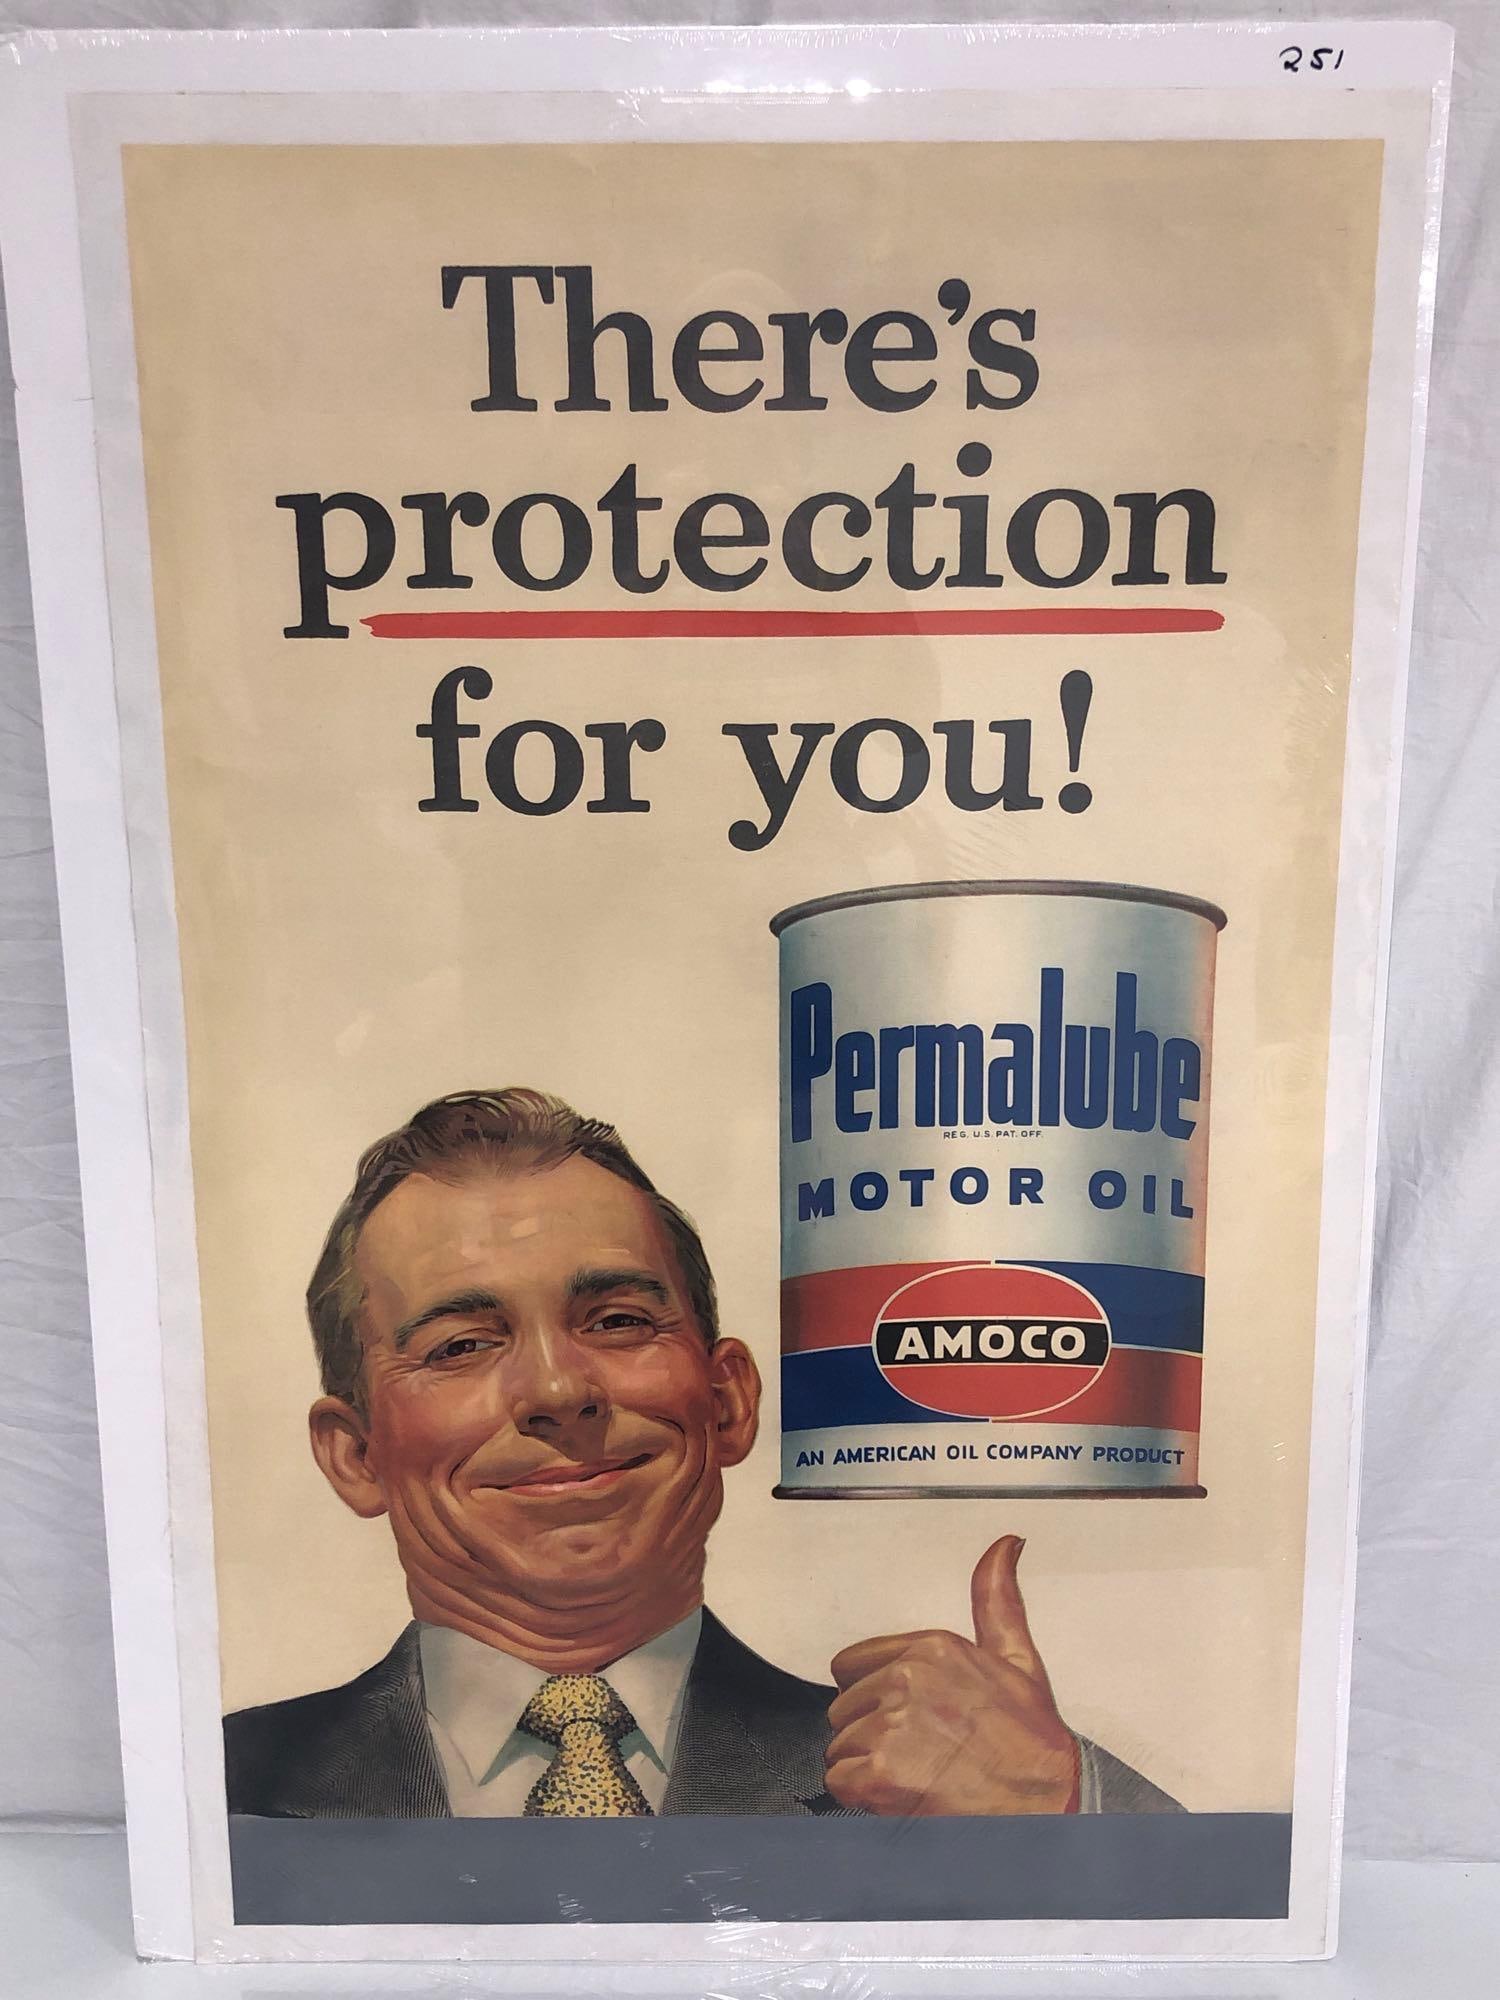 251
There's
protection
for you!
Permalube
REG. U.S. PAT. OFF.
MOTOR OIL
AMOCO
AN AMERICAN OIL COMPANY PRODUCT